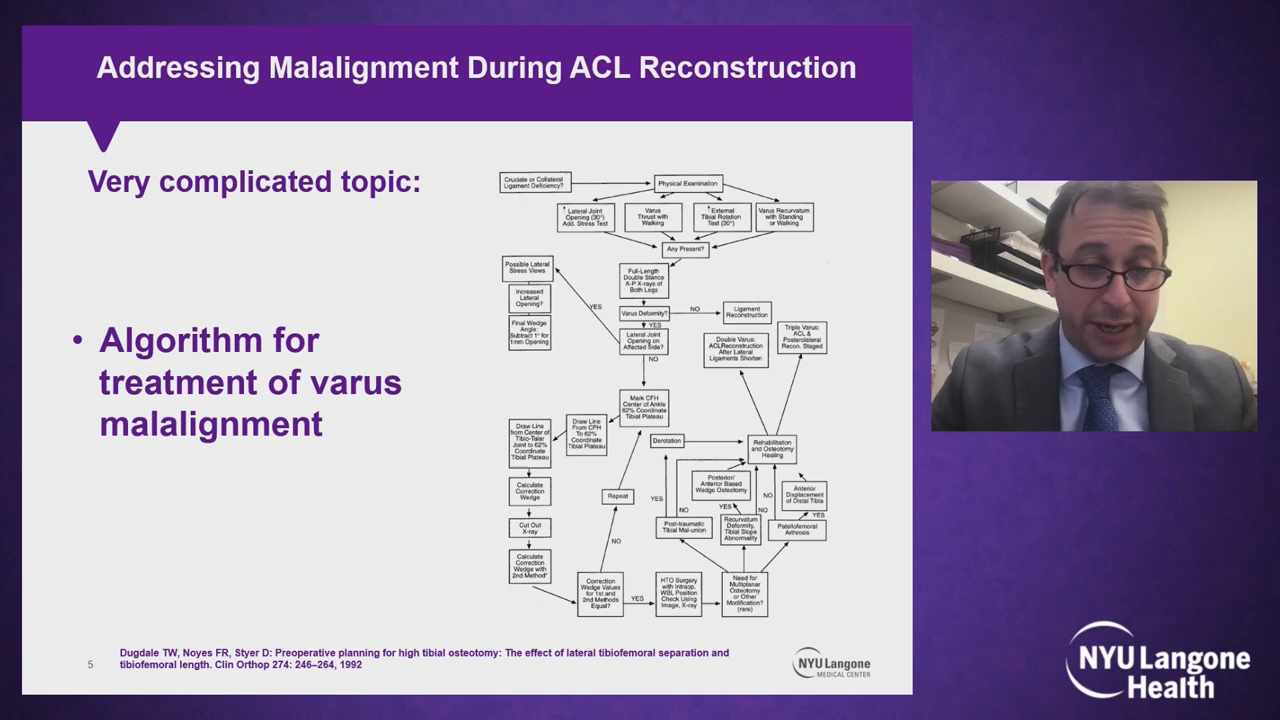 Addressing Malalignment During ACL Reconstruction
Very complicated topic:
• Algorithm for
treatment of varus
malalignment
Cruciate or Collateral
Ligament Deficiency?
Physical Examination
↑ Lateral Joint
Opening (30°)
Add. Stress Test
Varus
Thrust with
Walking
↑ External
Tibial Rotation
Test (30°)
Varus Recurvatum
with Standing
or Walking
Any Present?
Possible Lateral
Stress Views
Increased
Lateral
Opening?
Final Wedge
Angle:
Subtract 1° for
1mm Opening
YES
Full-Length
Double Stance
A-P X-rays of
Both Legs
Varus Deformity?
NO
Ligament
Reconstruction
YES
Lateral Joint
Opening on
Affected Side?
NO
Double Varus:
ACLReconstruction
After Lateral
Ligaments Shorten
Triple Varus:
ACL &
Posterolateral
Recon. Staged
Mark CFH
Center of Ankle
62% Coordinate
Tibial Plateau
Draw Line
From CFH
To 62%
Coordinate
Tibial Plateau
Draw Line
from Center of
Tibio-Talar
Joint to 62%
Coordinate
Tibial Plateau
Calculate
Correction
Wedge
Cut Out
X-ray
Calculate
Correction
Wedge with
2nd Method*
Repeat
NO
Correction
Wedge Values
for 1st and
2nd Methods
Equal?
YES
HTO Surgery
with Intraop.
WBL Position
Check Using
Image, X-ray
Need for
Multiplanar
Osteotomy
or Other
Modification?
(rare)
Derotation
Rehabilitation
and Osteotomy
Healing
Posterior/
Anterior Based
Wedge Osteotomy
Anterior
Displacement
of Distal Tibia
YES
NO
YES
NO
NO
YES
Post-traumatic
Tibial Mal-union
Recurvatum
Deformity,
Tibial Slope
Abnormality
Patellofemoral
Arthrosis
5
Dugdale TW, Noyes FR, Styer D: Preoperative planning for high tibial osteotomy: The effect of lateral tibiofemoral separation and
tibiofemoral length. Clin Orthop 274: 246–264, 1992
NYU Langone
MEDICAL CENTER
NYU Langone
Health